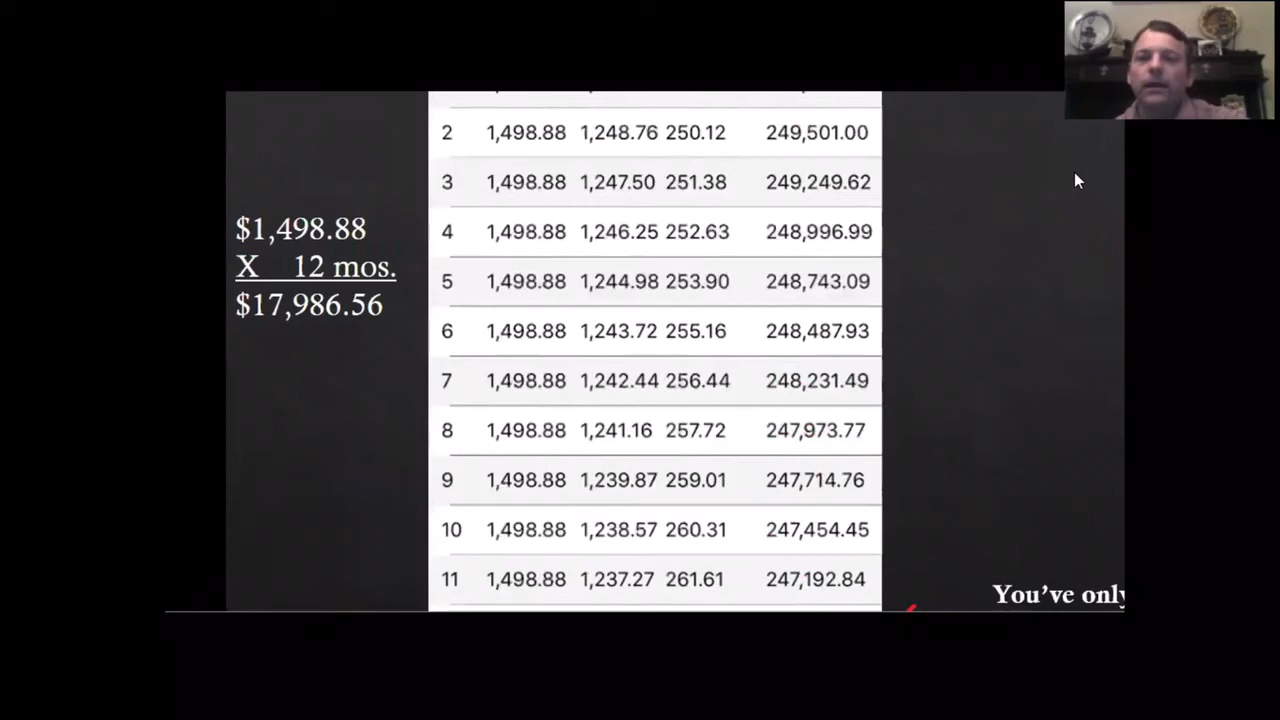 $1,498.88
X 12 mos.
$17,986.56
2 1,498.88 1,248.76 250.12 249,501.00
3 1,498.88 1,247.50 251.38 249,249.62
4 1,498.88 1,246.25 252.63 248,996.99
5 1,498.88 1,244.98 253.90 248,743.09
6 1,498.88 1,243.72 255.16 248,487.93
7 1,498.88 1,242.44 256.44 248,231.49
8 1,498.88 1,241.16 257.72 247,973.77
9 1,498.88 1,239.87 259.01 247,714.76
10 1,498.88 1,238.57 260.31 247,454.45
11 1,498.88 1,237.27 261.61 247,192.84
You've only